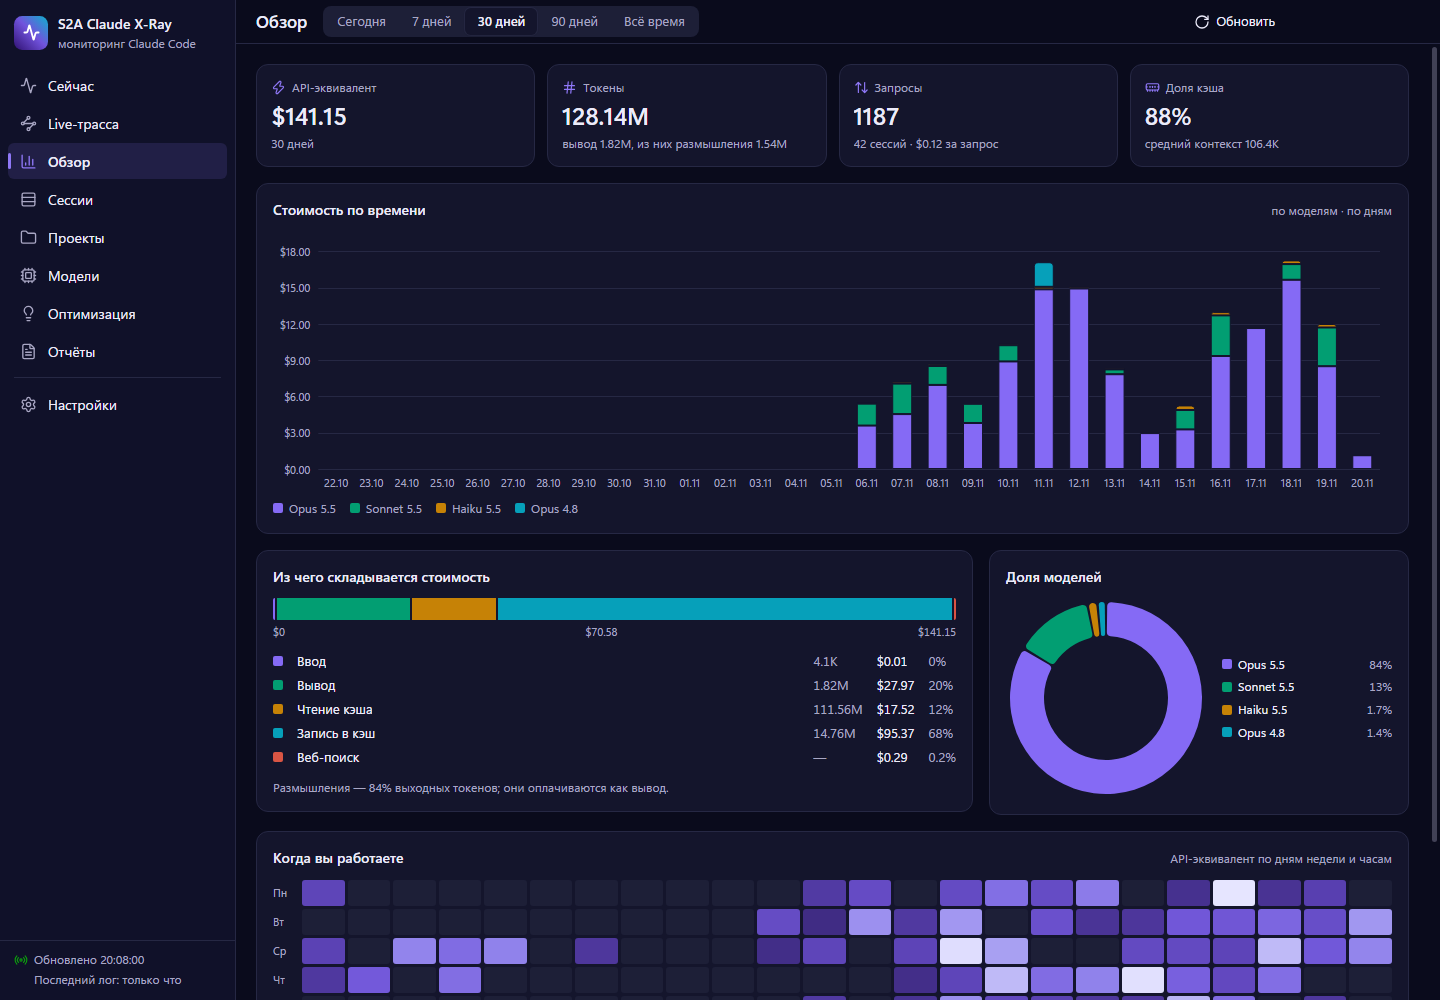 S2A Claude X-Ray
мониторинг Claude Code
Сейчас
Live-трасса
Обзор
Сессии
Проекты
Модели
Оптимизация
Отчёты
Настройки
Обновлено 20:08:00
Последний лог: только что
Обзор
Сегодня 7 дней 30 дней 90 дней Всё время
Обновить
API-эквивалент
$141.15
30 дней
Токены
128.14M
вывод 1.82M, из них размышления 1.54M
Запросы
1187
42 сессий · $0.12 за запрос
Доля кэша
88%
средний контекст 106.4K
Стоимость по времени
по моделям · по дням
$18.00
$15.00
$12.00
$9.00
$6.00
$3.00
$0.00
22.10 23.10 24.10 25.10 26.10 27.10 28.10 29.10 30.10 31.10 01.11 02.11 03.11 04.11 05.11 06.11 07.11 08.11 09.11 10.11 11.11 12.11 13.11 14.11 15.11 16.11 17.11 18.11 19.11 20.11
Opus 5.5 Sonnet 5.5 Haiku 5.5 Opus 4.8
Из чего складывается стоимость
$0 $70.58 $141.15
Ввод 4.1K $0.01 0%
Вывод 1.82M $27.97 20%
Чтение кэша 111.56M $17.52 12%
Запись в кэш 14.76M $95.37 68%
Веб-поиск — $0.29 0.2%
Размышления — 84% выходных токенов; они оплачиваются как вывод.
Доля моделей
Opus 5.5 84%
Sonnet 5.5 13%
Haiku 5.5 1.7%
Opus 4.8 1.4%
Когда вы работаете
API-эквивалент по дням недели и часам
Пн
Вт
Ср
Чт